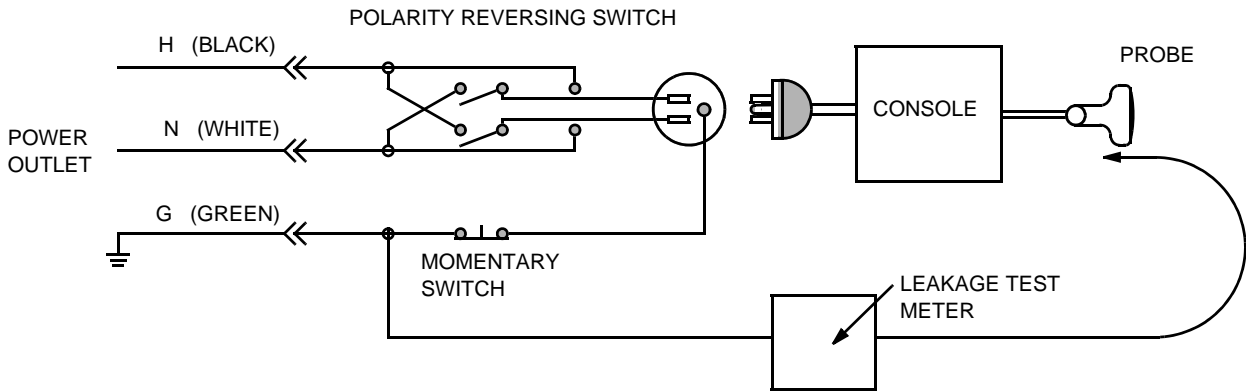 POLARITY REVERSING SWITCH
H (BLACK)
PROBE
CONSOLE
N (WHITE)
POWER
OUTLET
G (GREEN)
MOMENTARY
SWITCH
LEAKAGE TEST
METER